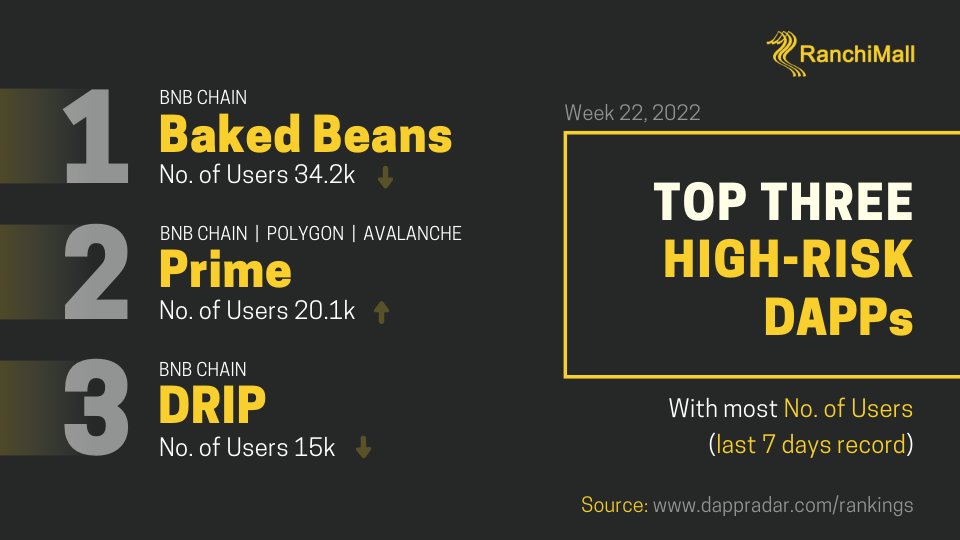 RanchiMall
1
BNB CHAIN
Baked Beans
No. of Users 34.2k
2
BNB CHAIN | POLYGON | AVALANCHE
Prime
No. of Users 20.1k
3
BNB CHAIN
DRIP
No. of Users 15k
Week 22, 2022
TOP THREE
HIGH-RISK
DAPPs
With most No. of Users
(last 7 days record)
Source: www.dappradar.com/rankings